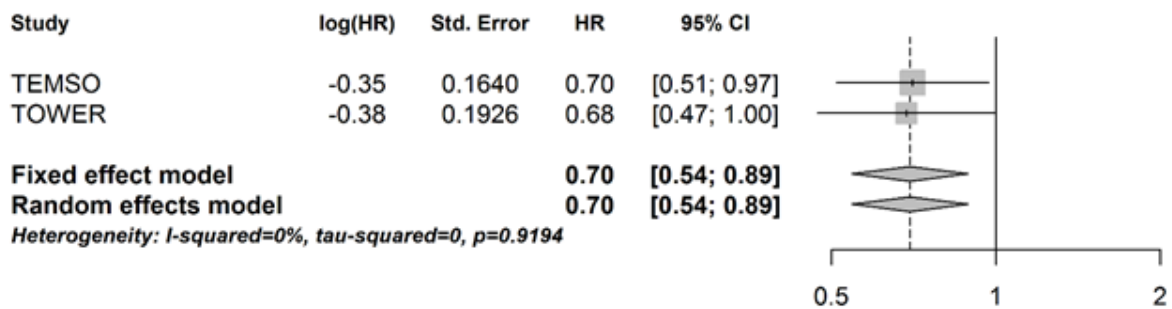 Study log(HR) Std. Error HR 95% CI
TEMSO -0.35 0.1640 0.70 [0.51; 0.97]
TOWER -0.38 0.1926 0.68 [0.47; 1.00]
Fixed effect model 0.70 [0.54; 0.89]
Random effects model 0.70 [0.54; 0.89]
Heterogeneity: I-squared=0%, tau-squared=0, p=0.9194
0.5 1 2